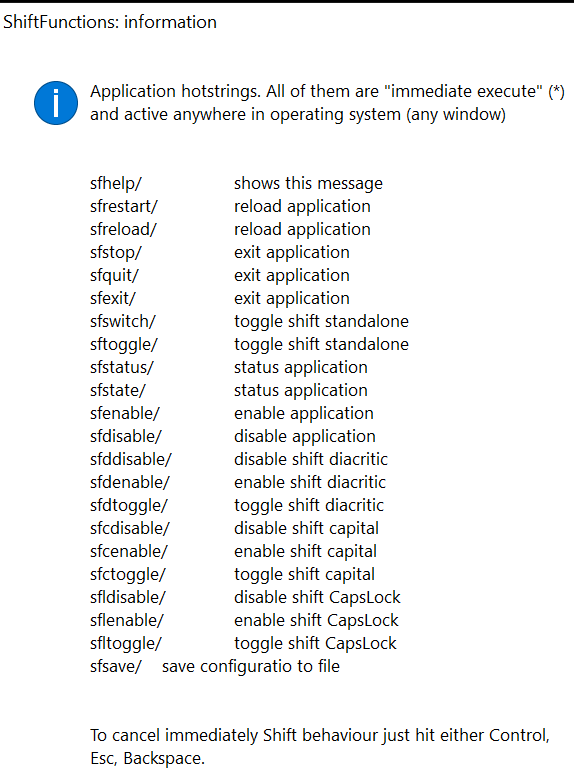 ShiftFunctions: information
Application hotstrings. All of them are "immediate execute" (*)
and active anywhere in operating system (any window)
sfhelp/ shows this message
sfrestart/ reload application
sfreload/ reload application
sfstop/ exit application
sfquit/ exit application
sfexit/ exit application
sfswitch/ toggle shift standalone
sftoggle/ toggle shift standalone
sfstatus/ status application
sfstate/ status application
sfenable/ enable application
sfdisable/ disable application
sfddisable/ disable shift diacritic
sfdenable/ enable shift diacritic
sfdtoggle/ toggle shift diacritic
sfcdisable/ disable shift capital
sfcenable/ enable shift capital
sfctoggle/ toggle shift capital
sfldisable/ disable shift CapsLock
sflenable/ enable shift CapsLock
sfltoggle/ toggle shift CapsLock
sfsave/ save configuratio to file
To cancel immediately Shift behaviour just hit either Control,
Esc, Backspace.